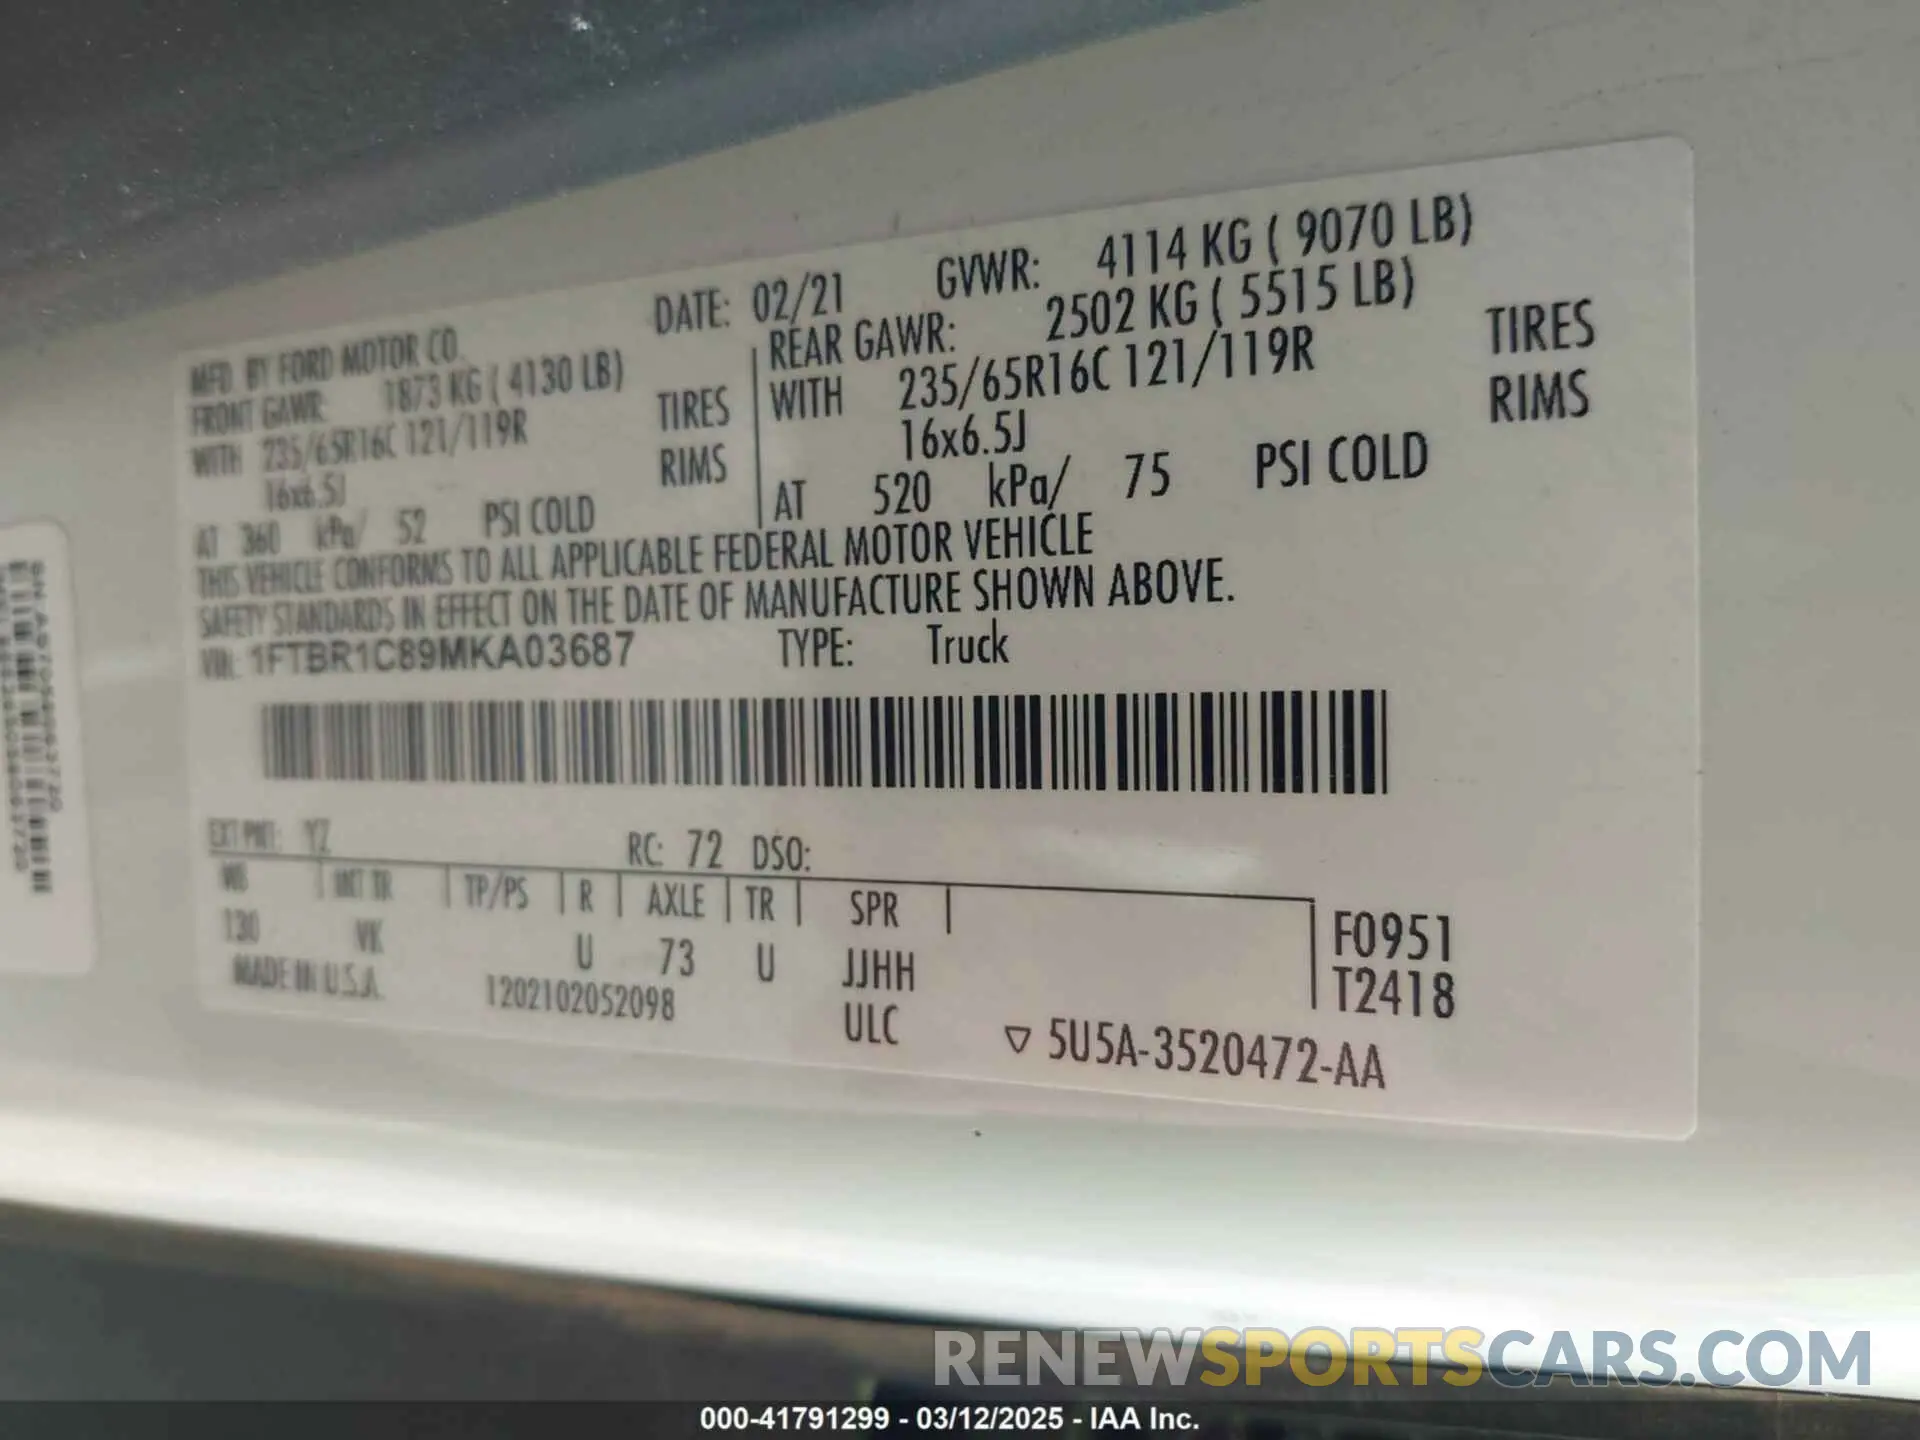 MFD. BY FORD MOTOR CO.
DATE: 02/21 GVWR: 4114 KG ( 9070 LB)
FRONT GAWR: 1873 KG ( 4130 LB)
WITH 235/65R16C 121/119R TIRES
16x6.5J RIMS
AT 360 kPa/ 52 PSI COLD
REAR GAWR: 2502 KG ( 5515 LB)
WITH 235/65R16C 121/119R TIRES
16x6.5J RIMS
AT 520 kPa/ 75 PSI COLD
THIS VEHICLE CONFORMS TO ALL APPLICABLE FEDERAL MOTOR VEHICLE
SAFETY STANDARDS IN EFFECT ON THE DATE OF MANUFACTURE SHOWN ABOVE.
VIN: 1FTBR1C89MKA03687 TYPE: Truck
EXT PNT: YZ RC: 72 DSO:
WB INT TR TP/PS R AXLE TR SPR
130 VK U 73 U JJHH
F0951
T2418
MADE IN U.S.A. 1202102052098 ULC
▽ 5U5A-3520472-AA
RENEWSPORTSCARS.COM
000-41791299 - 03/12/2025 - IAA Inc.